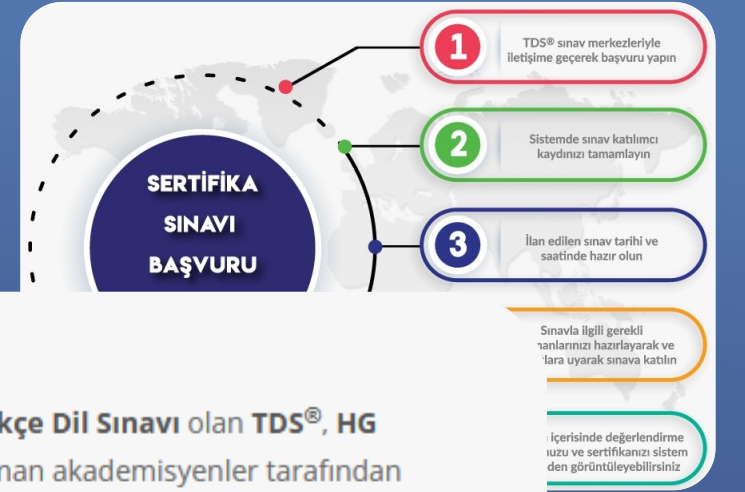 SERTİFİKA
SINAVI
BAŞVURU
1
TDS® sınav merkezleriyle
iletişime geçerek başvuru yapın
2
Sistemde sınav katılımcı
kaydınızı tamamlayın
3
İlan edilen sınav tarihi ve
saatinde hazır olun
Sınavla ilgili gerekli
hazırlayarak ve
uyarak sınava katılın
içerisinde değerlendirme
ve sertifikanızı sistem
görüntüleyebilirsiniz
Dil Sınavı olan TDS®, HG
akademisyenler tarafından